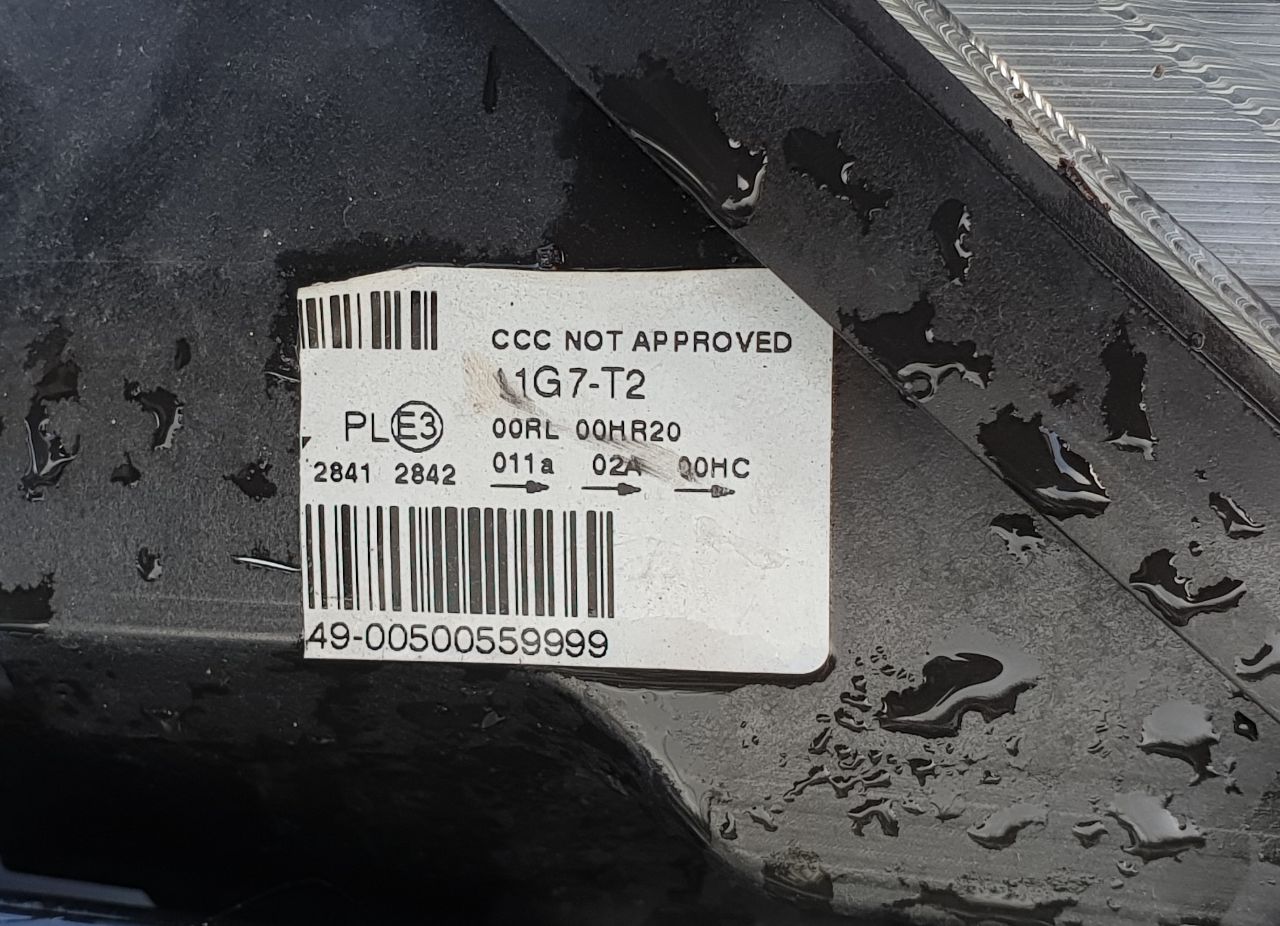 CCC NOT APPROVED
1G7-T2
PL E3
00RL 00HR20
2841 2842
011a 02A 00HC
49-00500559999